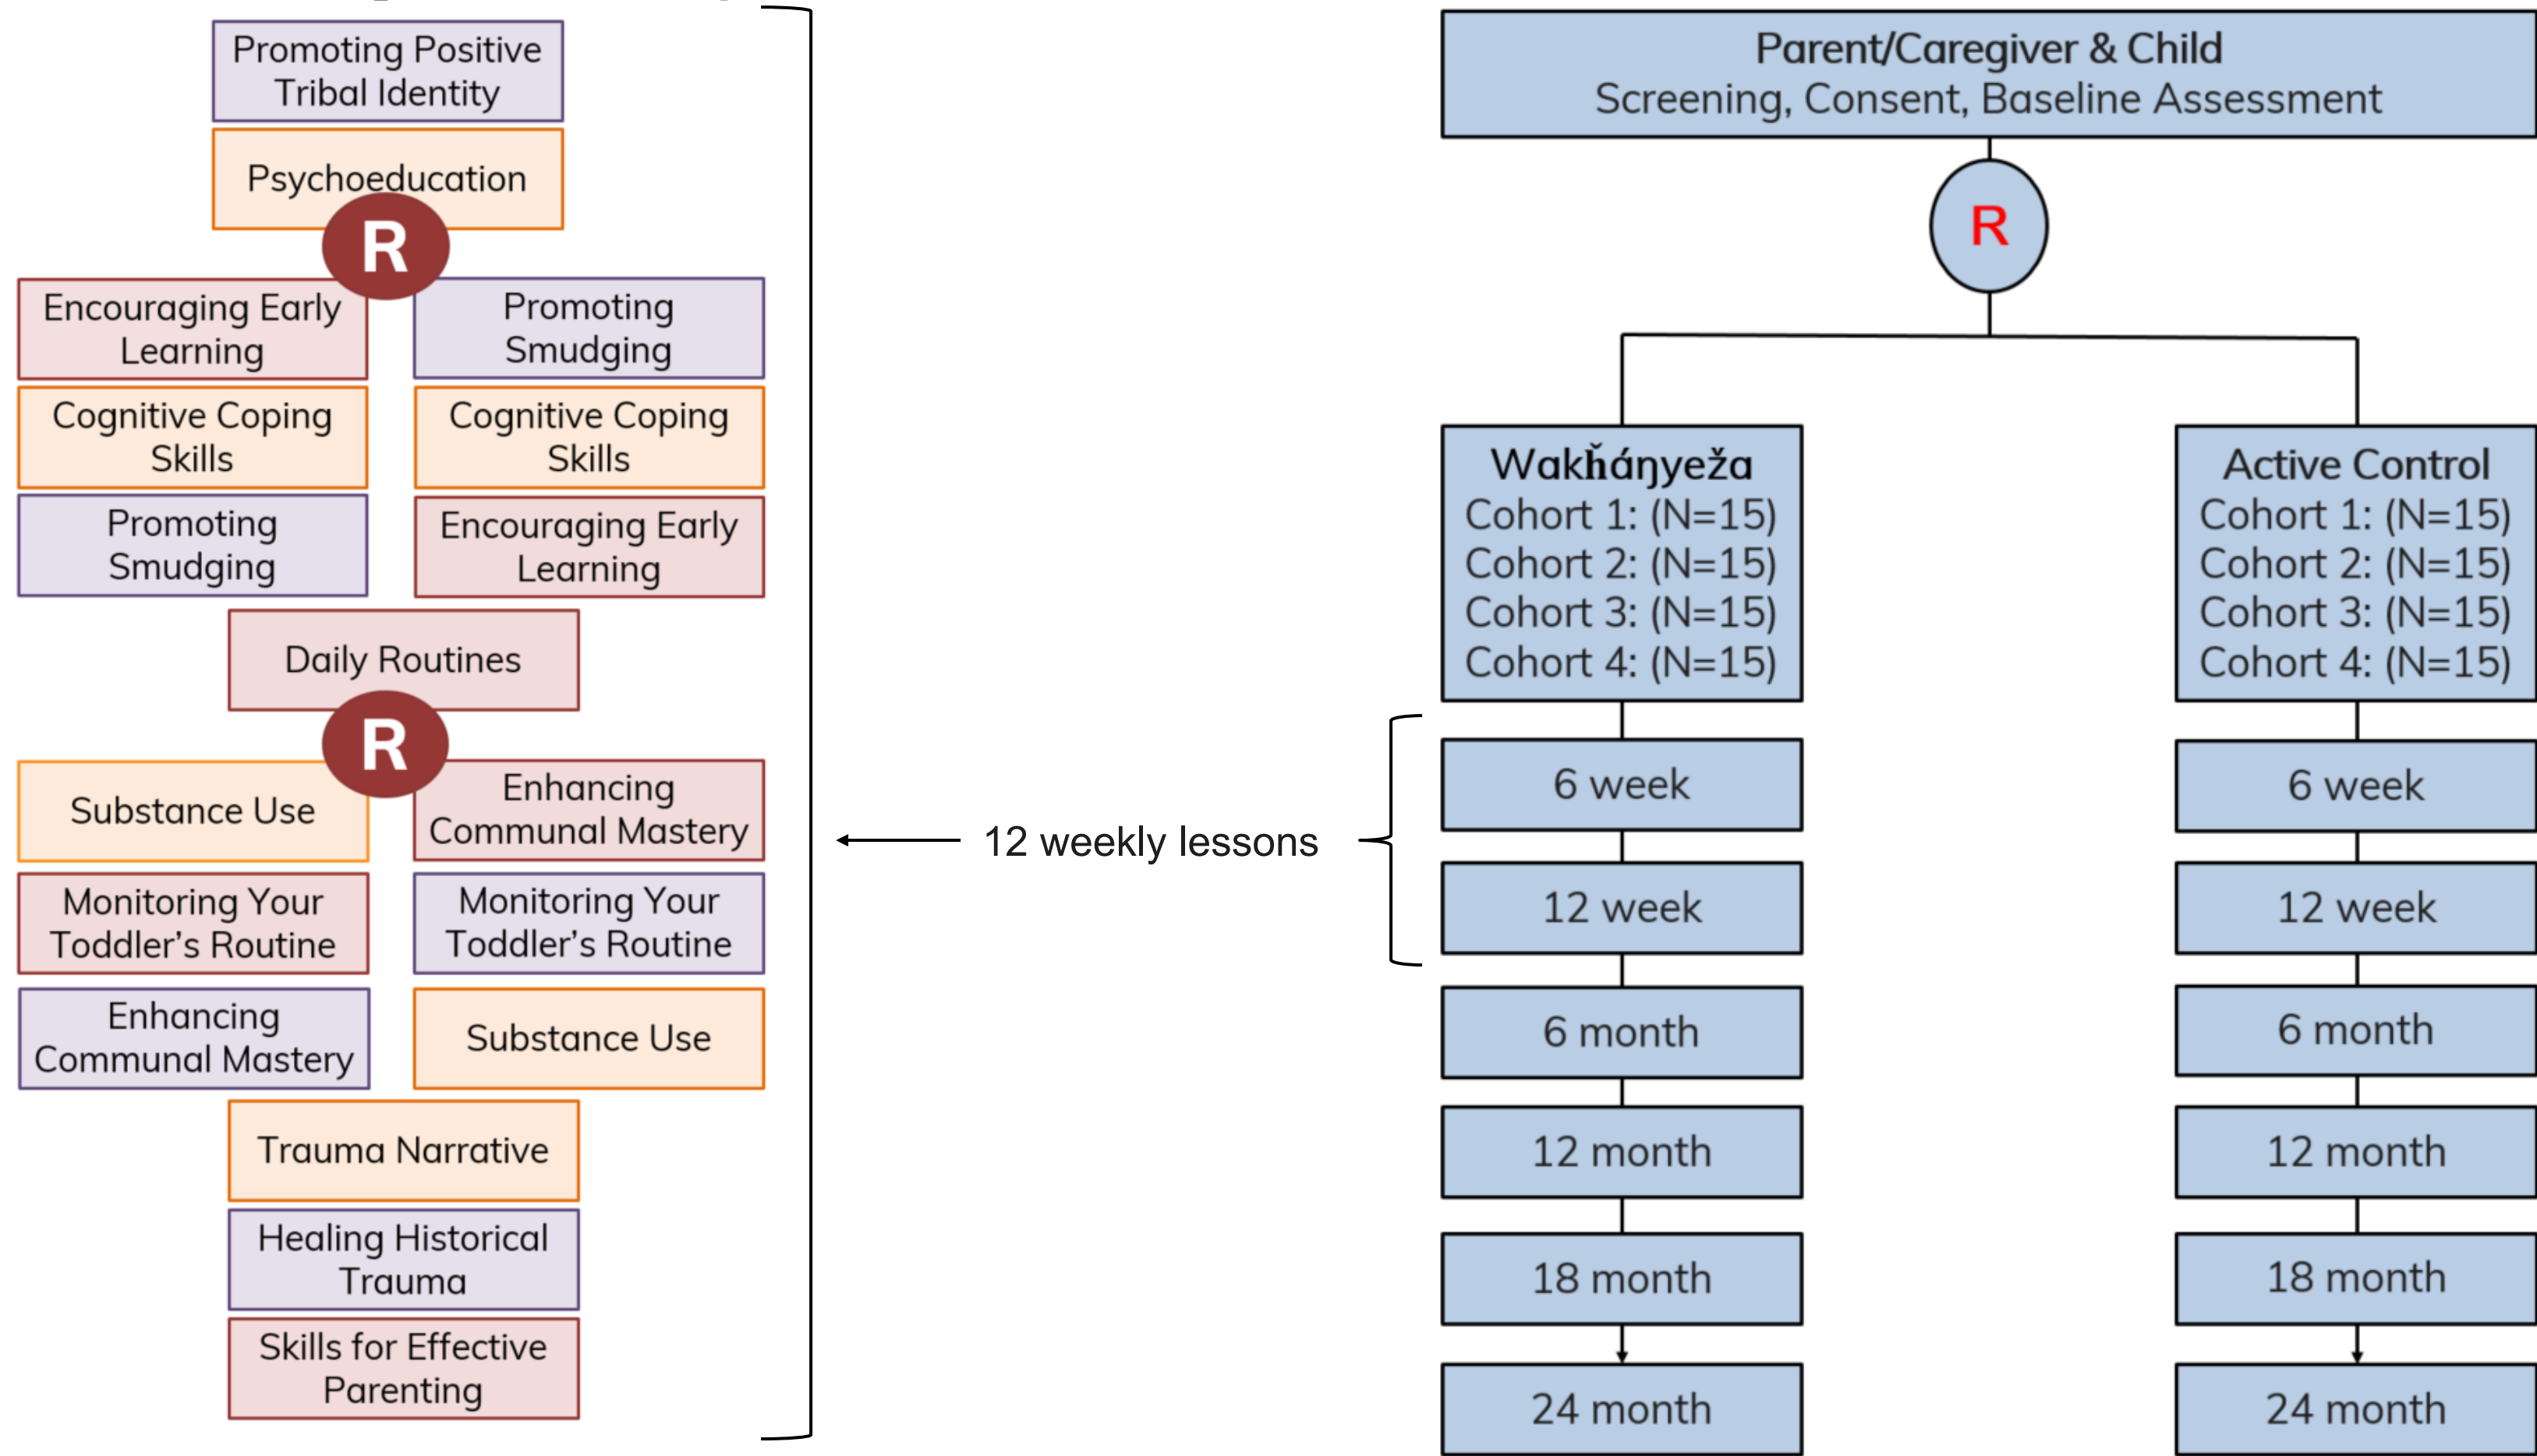 Promoting Positive
Tribal Identity
Psychoeducation
R
Encouraging Early
Learning
Promoting
Smudging
Cognitive Coping
Skills
Cognitive Coping
Skills
Promoting
Smudging
Encouraging Early
Learning
Daily Routines
R
Substance Use
Enhancing
Communal Mastery
Monitoring Your
Toddler’s Routine
Monitoring Your
Toddler’s Routine
Enhancing
Communal Mastery
Substance Use
Trauma Narrative
Healing Historical
Trauma
Skills for Effective
Parenting
12 weekly lessons
Parent/Caregiver & Child
Screening, Consent, Baseline Assessment
R
Wakȟáŋyeža
Cohort 1: (N=15)
Cohort 2: (N=15)
Cohort 3: (N=15)
Cohort 4: (N=15)
6 week
12 week
6 month
12 month
18 month
24 month
Active Control
Cohort 1: (N=15)
Cohort 2: (N=15)
Cohort 3: (N=15)
Cohort 4: (N=15)
6 week
12 week
6 month
12 month
18 month
24 month